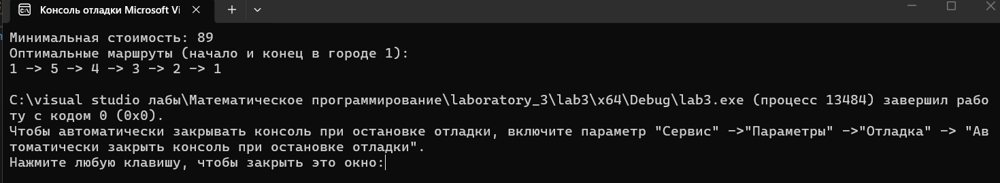 Консоль отладки Microsoft Vi
Минимальная стоимость: 89
Оптимальные маршруты (начало и конец в городе 1):
1 -> 5 -> 4 -> 3 -> 2 -> 1
C:\visual studio лабы\Математическое программирование\laboratory_3\lab3\x64\Debug\lab3.exe (процесс 13484) завершил рабо
ту с кодом 0 (0x0).
Чтобы автоматически закрывать консоль при остановке отладки, включите параметр "Сервис" ->"Параметры" ->"Отладка" -> "Ав
томатически закрыть консоль при остановке отладки".
Нажмите любую клавишу, чтобы закрыть это окно: